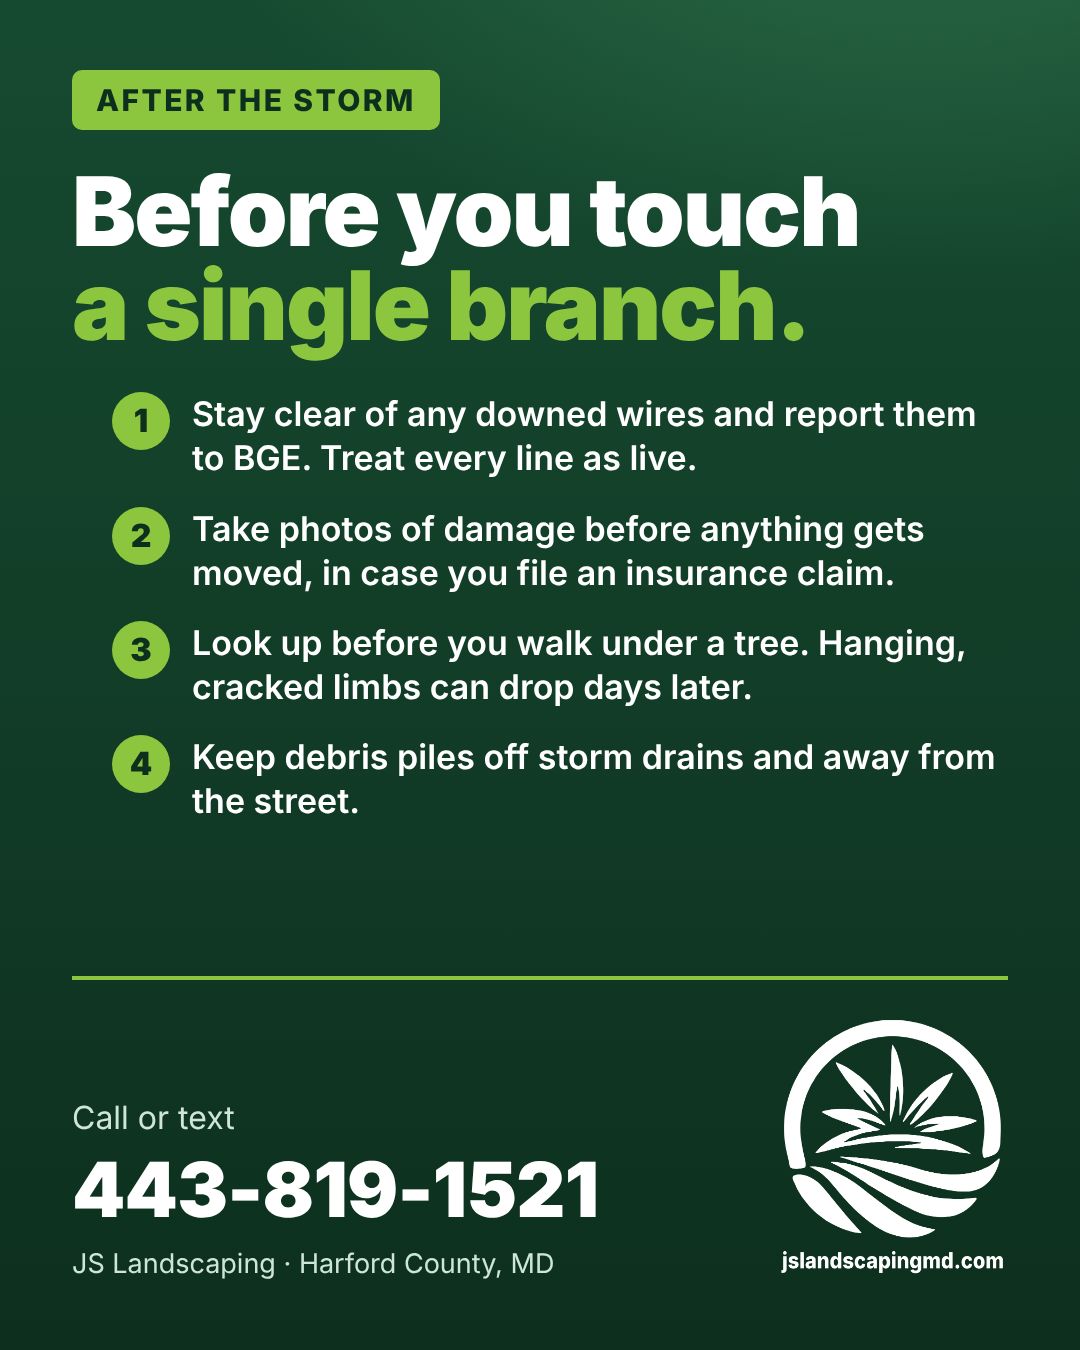 AFTER THE STORM
Before you touch
a single branch.
1 Stay clear of any downed wires and report them
to BGE. Treat every line as live.
2 Take photos of damage before anything gets
moved, in case you file an insurance claim.
3 Look up before you walk under a tree. Hanging,
cracked limbs can drop days later.
4 Keep debris piles off storm drains and away from
the street.
Call or text
443-819-1521
JS Landscaping · Harford County, MD
jslandscapingmd.com